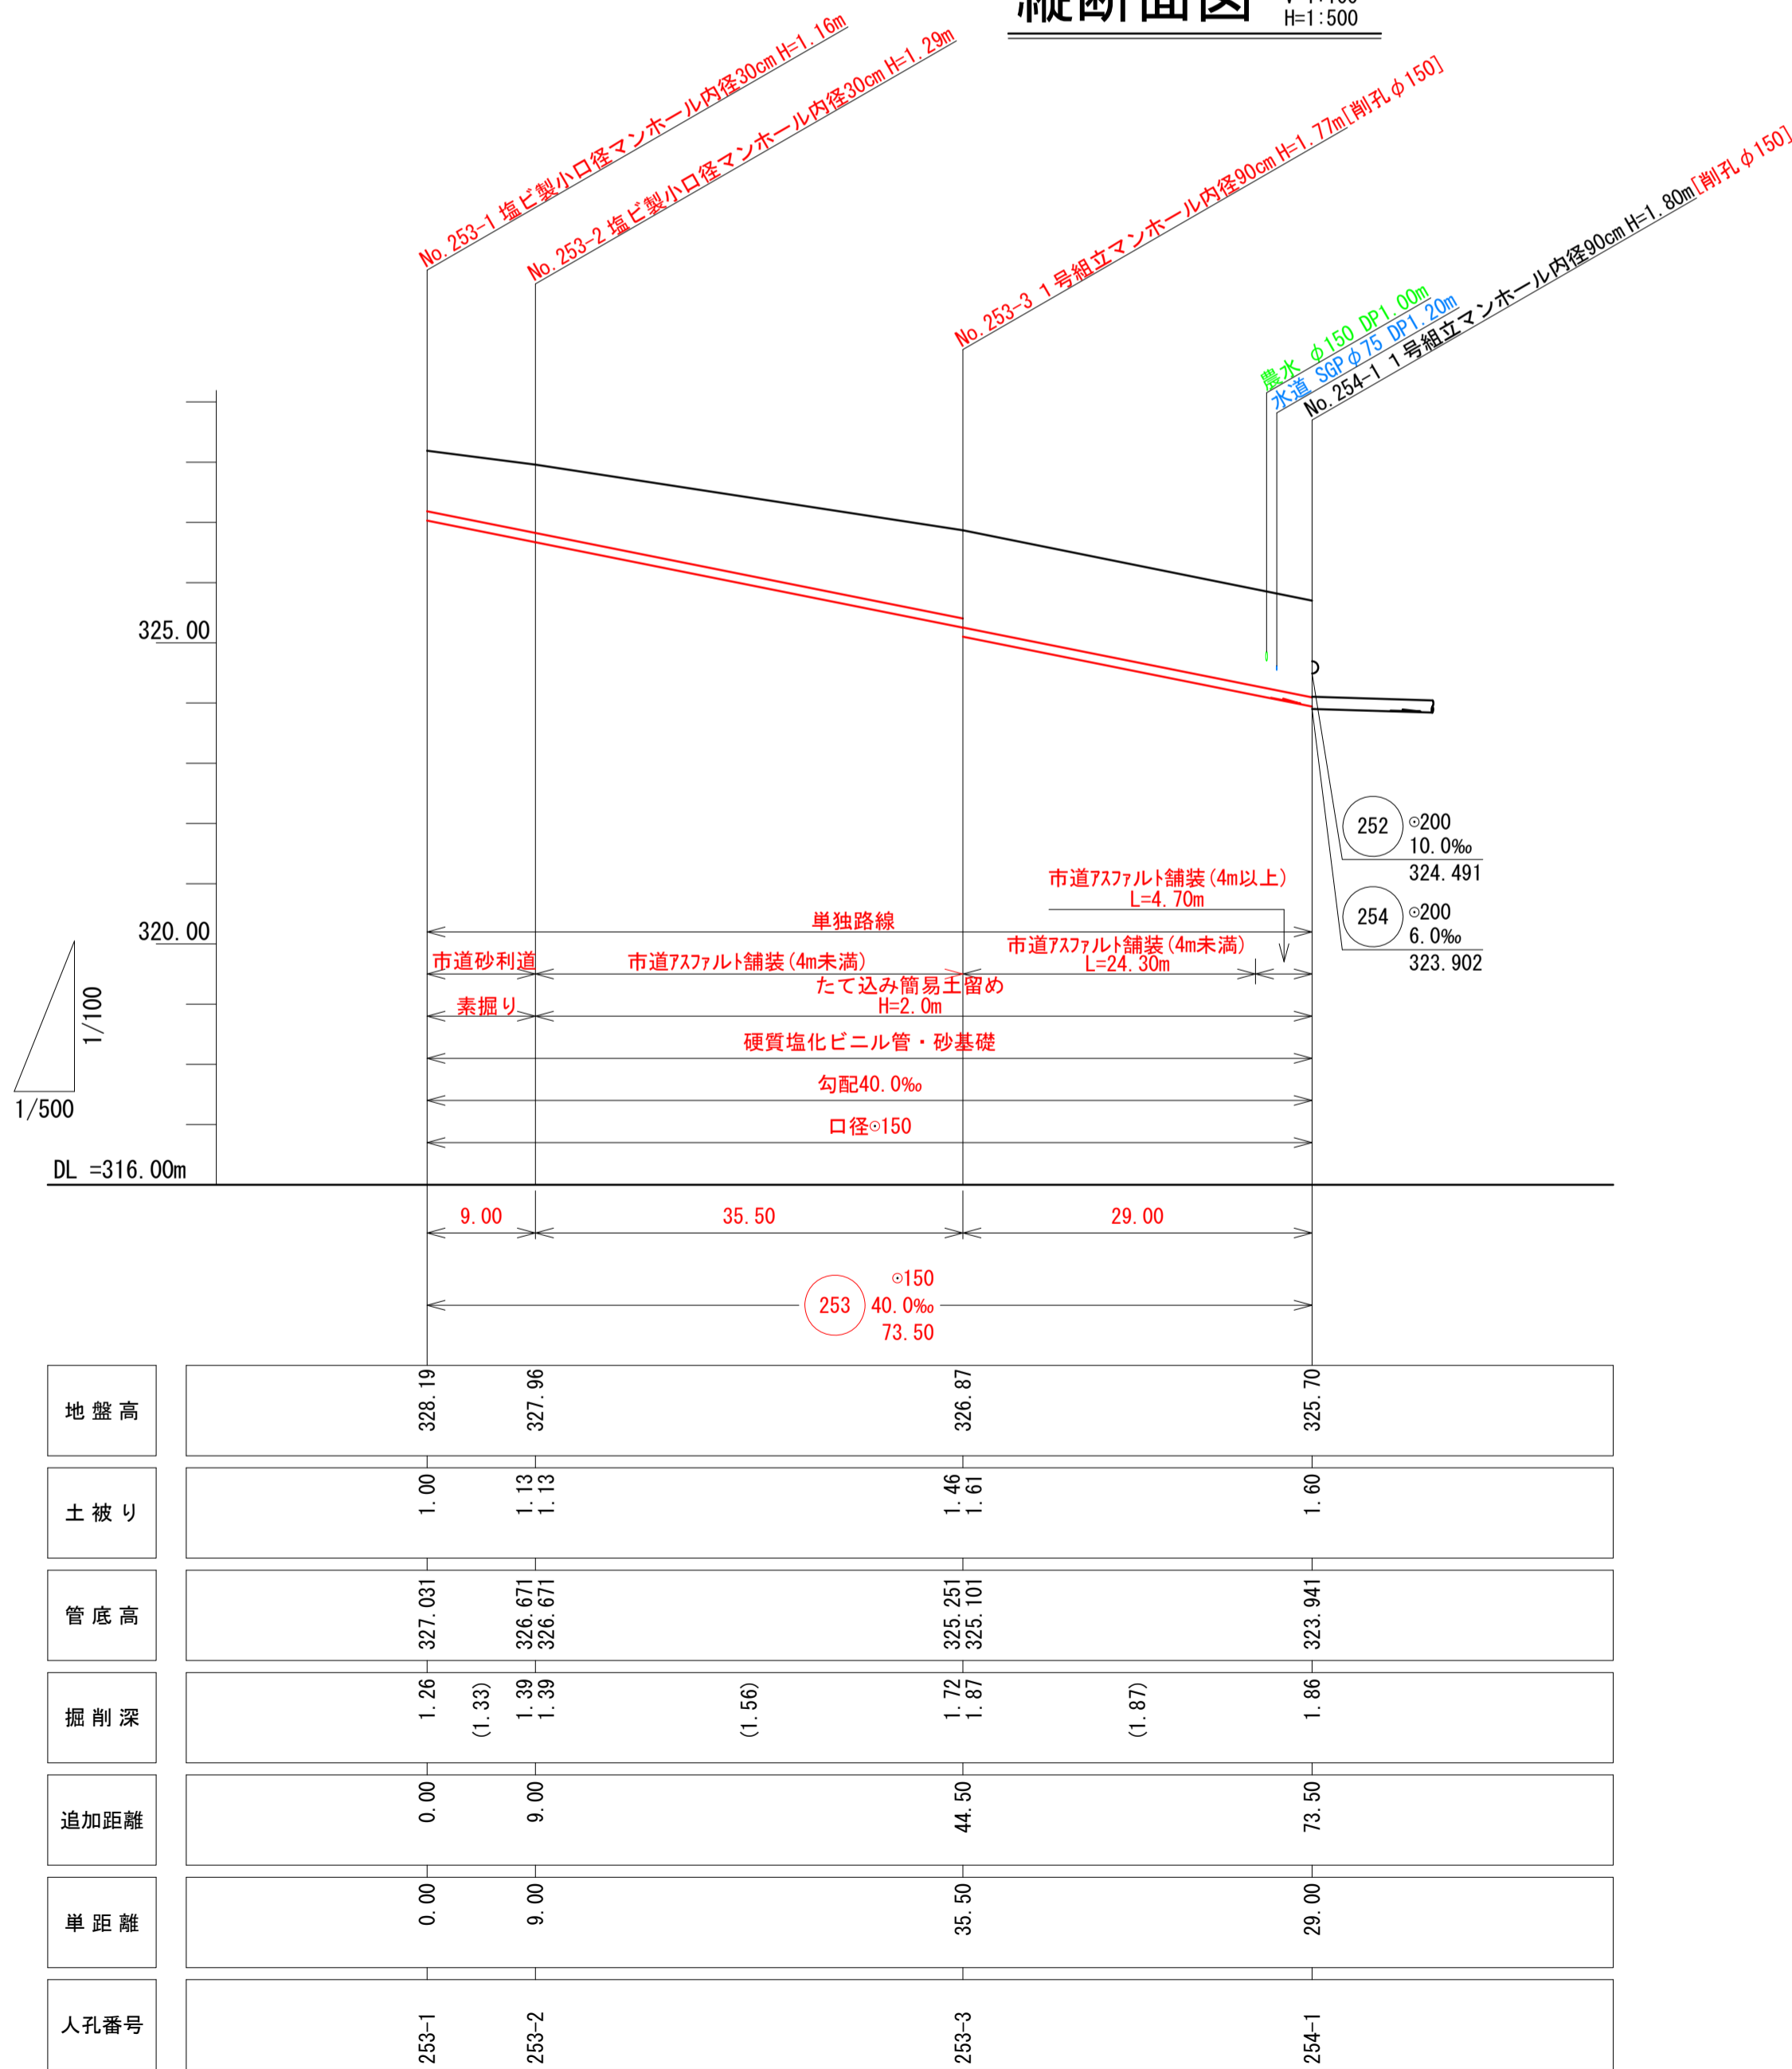 縦断面図
H=1:500
No.253-1 塩ビ製小口径マンホール内径30cm H=1.16m
No.253-2 塩ビ製小口径マンホール内径30cm H=1.29m
No.253-3 1号組立マンホール内径90cm H=1.77m[削孔φ150]
農水 φ150 DP1.00m
水道 SGPφ75 DP1.20m
No.254-1 1号組立マンホール内径90cm H=1.80m[削孔φ150]
325.00
320.00
1/100
1/500
DL =316.00m
252 ⊙200
10.0‰
324.491
254 ⊙200
6.0‰
323.902
市道ｱｽﾌｧﾙﾄ舗装(4m以上)
L=4.70m
単独路線
市道砂利道
市道ｱｽﾌｧﾙﾄ舗装(4m未満)
市道ｱｽﾌｧﾙﾄ舗装(4m未満)
L=24.30m
素掘り
たて込み簡易土留め
H=2.0m
硬質塩化ビニル管・砂基礎
勾配40.0‰
口径⊙150
9.00 35.50 29.00
⊙150
253 40.0‰
73.50
地盤高 328.19 327.96 326.87 325.70
土被り 1.00 1.13 1.13 1.46 1.61 1.60
管底高 327.031 326.671 326.671 325.251 325.101 323.941
掘削深 1.26 (1.33) 1.39 1.39 (1.56) 1.72 1.87 (1.87) 1.86
追加距離 0.00 9.00 44.50 73.50
単距離 0.00 9.00 35.50 29.00
人孔番号 253-1 253-2 253-3 254-1